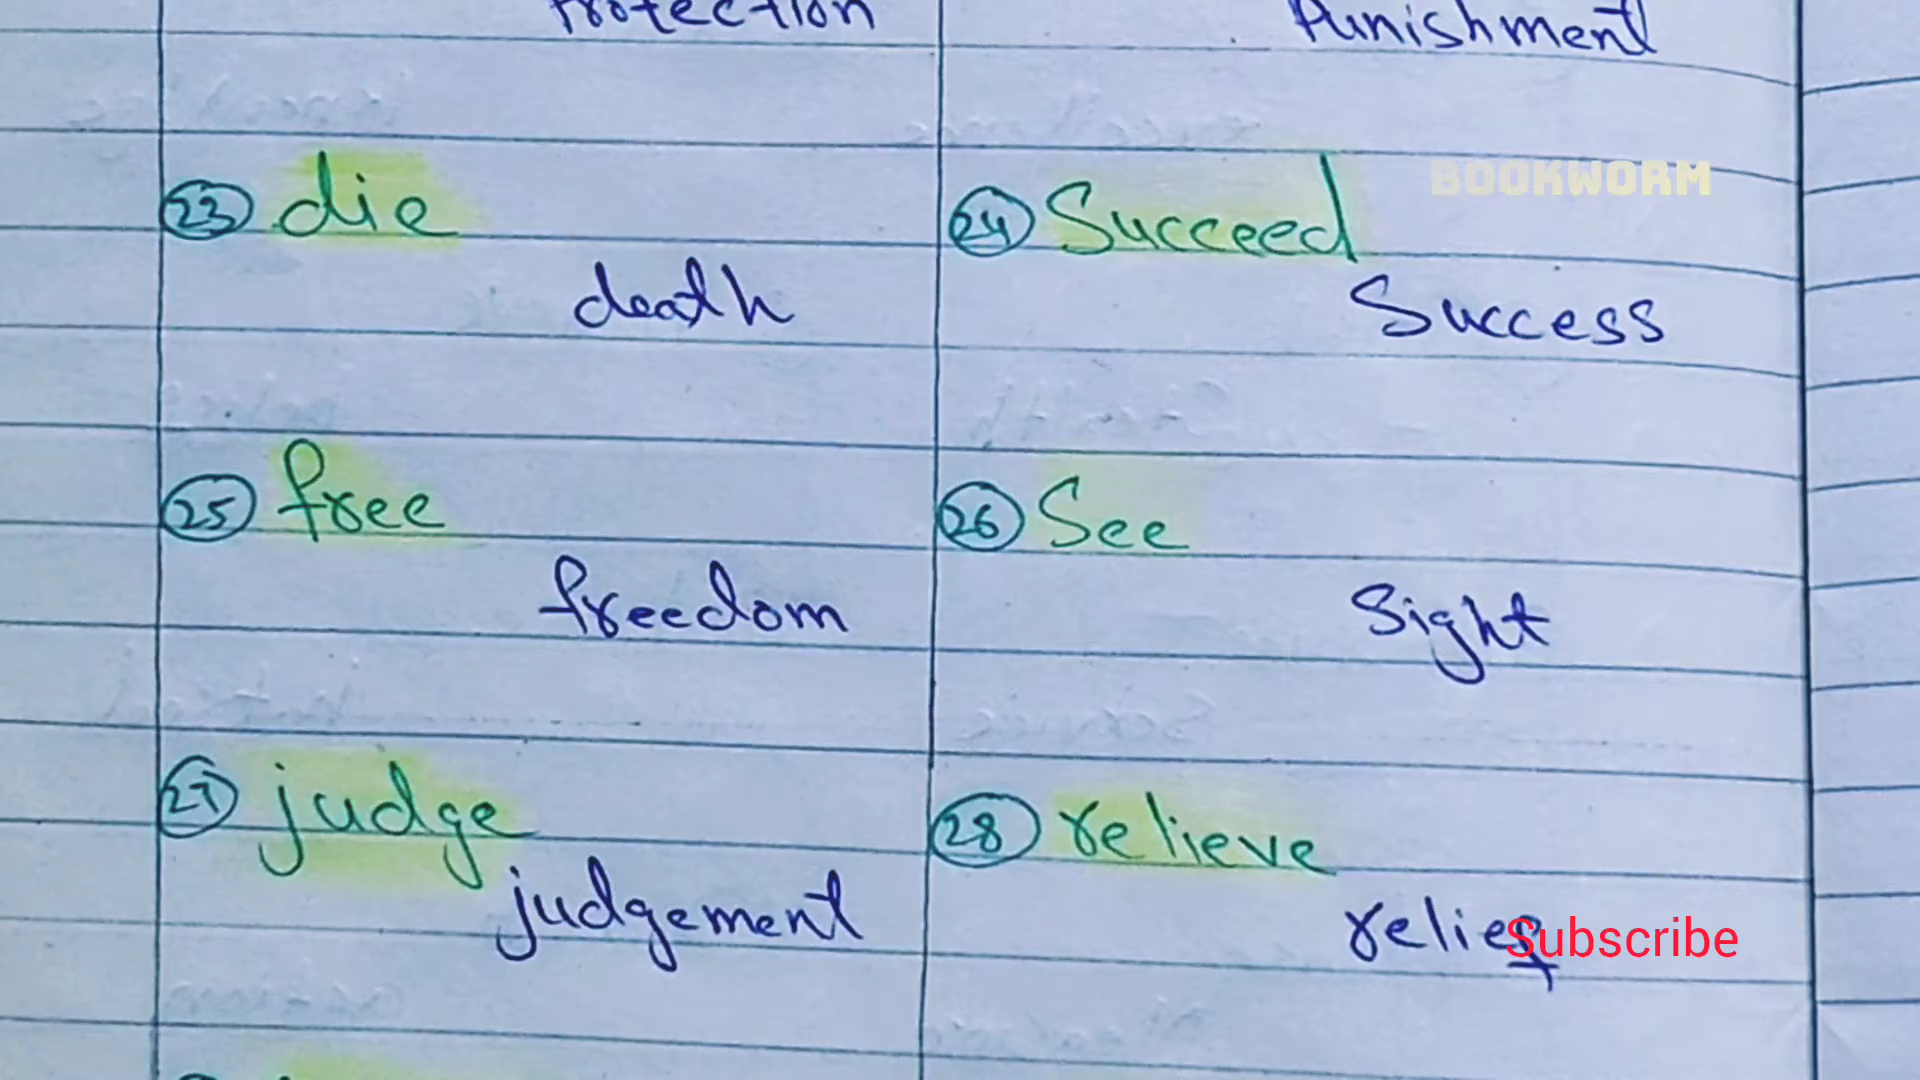 Protection
Punishment
BOOKWORM
23 die
24 Succeed
death
Success
25 free
26 See
freedom
Sight
27 judge
28 relieve
judgement
relief
Subscribe